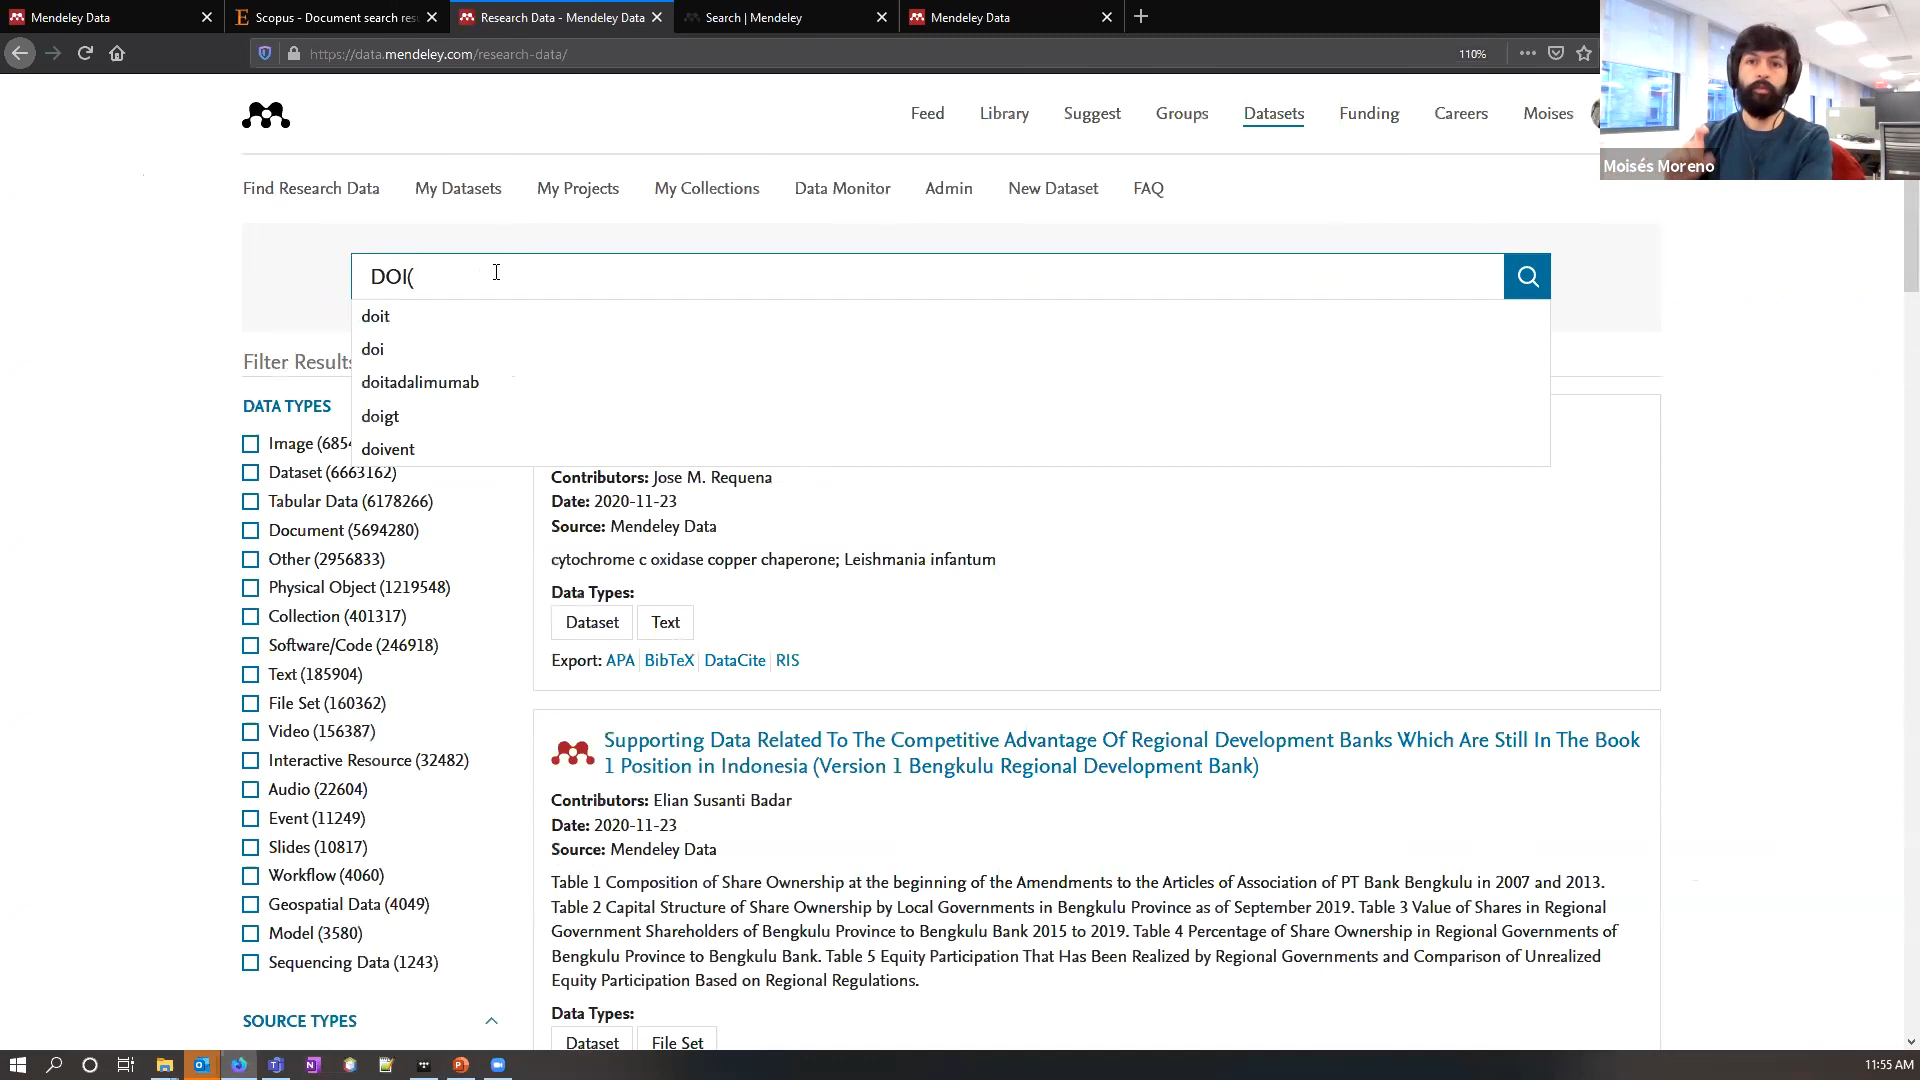 Mendeley Data
Scopus - Document search res
Research Data - Mendeley Data
Search | Mendeley
Mendeley Data
https://data.mendeley.com/research-data/
110%
Moisés Moreno
Feed
Library
Suggest
Groups
Datasets
Funding
Careers
Moises
Find Research Data
My Datasets
My Projects
My Collections
Data Monitor
Admin
New Dataset
FAQ
DOI(
doit
doi
doitadalimumab
doigt
doivent
Filter Results
DATA TYPES
Image (6854
Dataset (6663162)
Tabular Data (6178266)
Document (5694280)
Other (2956833)
Physical Object (1219548)
Collection (401317)
Software/Code (246918)
Text (185904)
File Set (160362)
Video (156387)
Interactive Resource (32482)
Audio (22604)
Event (11249)
Slides (10817)
Workflow (4060)
Geospatial Data (4049)
Model (3580)
Sequencing Data (1243)
SOURCE TYPES
Contributors: Jose M. Requena
Date: 2020-11-23
Source: Mendeley Data
cytochrome c oxidase copper chaperone; Leishmania infantum
Data Types:
Dataset
Text
Export: APA BibTeX DataCite RIS
Supporting Data Related To The Competitive Advantage Of Regional Development Banks Which Are Still In The Book
1 Position in Indonesia (Version 1 Bengkulu Regional Development Bank)
Contributors: Elian Susanti Badar
Date: 2020-11-23
Source: Mendeley Data
Table 1 Composition of Share Ownership at the beginning of the Amendments to the Articles of Association of PT Bank Bengkulu in 2007 and 2013.
Table 2 Capital Structure of Share Ownership by Local Governments in Bengkulu Province as of September 2019. Table 3 Value of Shares in Regional
Government Shareholders of Bengkulu Province to Bengkulu Bank 2015 to 2019. Table 4 Percentage of Share Ownership in Regional Governments of
Bengkulu Province to Bengkulu Bank. Table 5 Equity Participation That Has Been Realized by Regional Governments and Comparison of Unrealized
Equity Participation Based on Regional Regulations.
Data Types:
Dataset
File Set
11:55 AM